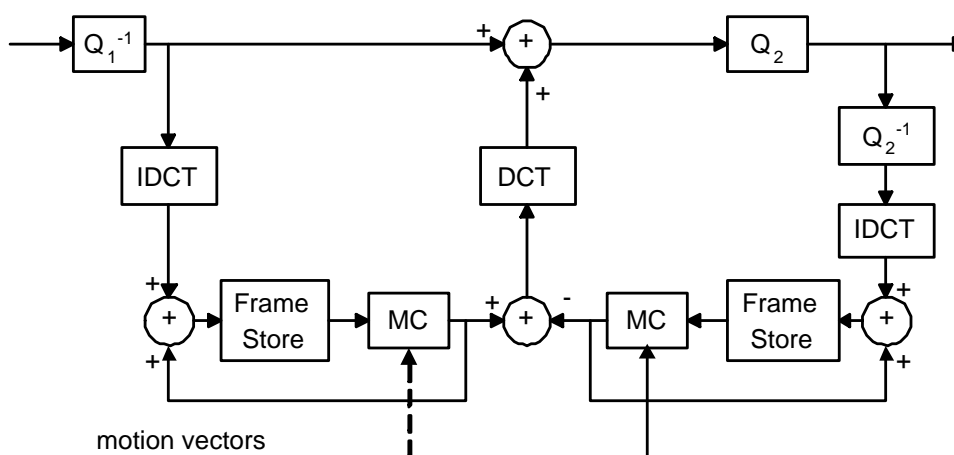 Q1-1
+
+
Q2
+
Q2-1
IDCT
DCT
IDCT
+
+
Frame
Store
MC
+
+
-
MC
Frame
Store
+
+
+
+
motion vectors